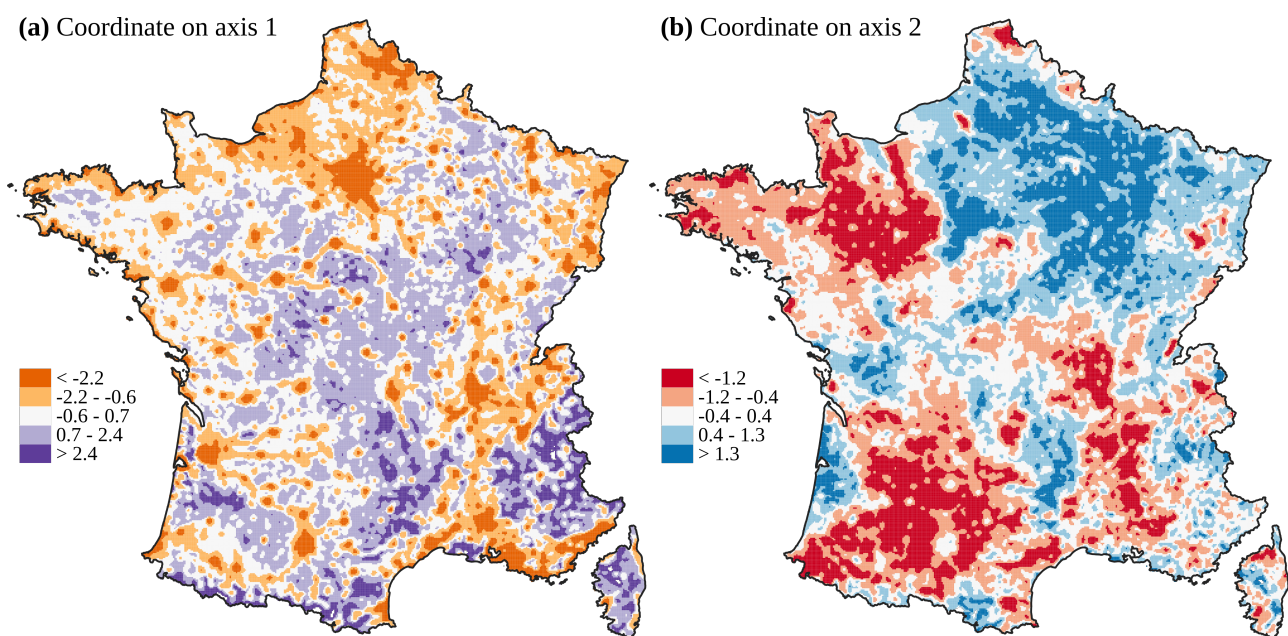 (a) Coordinate on axis 1
< -2.2
-2.2 - -0.6
-0.6 - 0.7
0.7 - 2.4
> 2.4
(b) Coordinate on axis 2
< -1.2
-1.2 - -0.4
-0.4 - 0.4
0.4 - 1.3
> 1.3